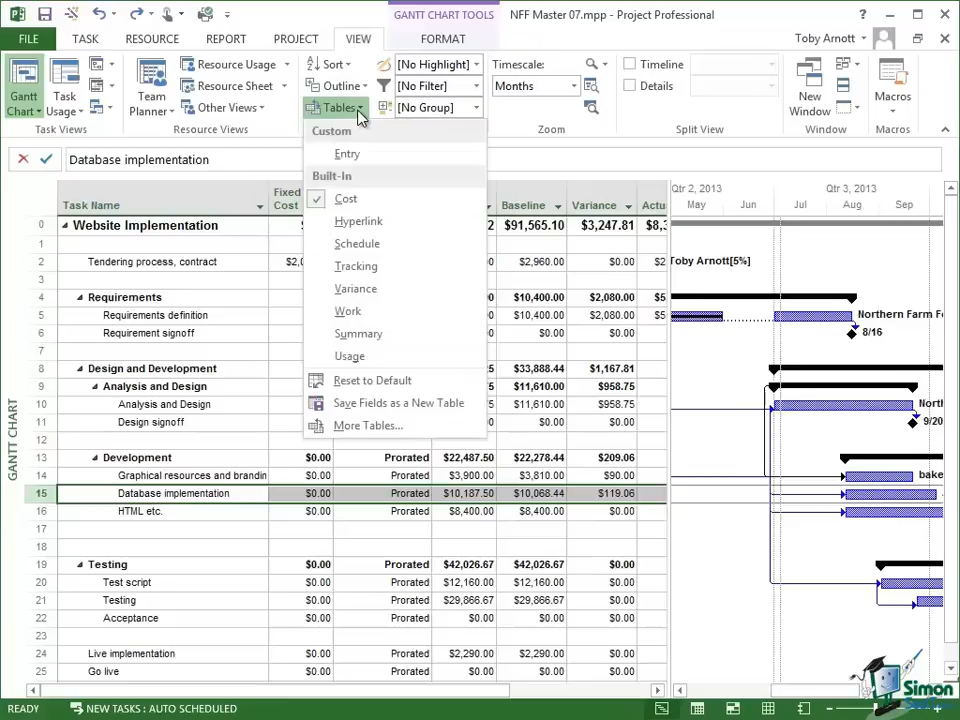 GANTT CHART TOOLS
NFF Master 07.mpp - Project Professional
FILE TASK RESOURCE REPORT PROJECT VIEW FORMAT
Toby Arnott
Gantt Chart
Task Usage
Task Views
Team Planner
Resource Usage
Resource Sheet
Other Views
Resource Views
Sort
Outline
Tables
[No Highlight]
[No Filter]
[No Group]
Timescale:
Months
Zoom
Timeline
Details
Split View
New Window
Window
Macros
Macros
Custom
Entry
Built-In
Cost
Hyperlink
Schedule
Tracking
Variance
Work
Summary
Usage
Reset to Default
Save Fields as a New Table
More Tables...
Database implementation
Task Name Fixed Cost Baseline Variance Actu
Qtr 2, 2013 Qtr 3, 2013
May Jun Jul Aug Sep
0 Website Implementation $91,565.10 $3,247.81 $8,3
1
2 Tendering process, contract $2,0 $2,960.00 $0.00 $2 Toby Arnott[5%]
3
4 Requirements $10,400.00 $2,080.00 $5
5 Requirements definition $10,400.00 $2,080.00 $5 Northern Farm F
6 Requirement signoff $0.00 $0.00 8/16
7
8 Design and Development $33,888.44 $1,167.81
9 Analysis and Design $11,610.00 $958.75
10 Analysis and Design $11,610.00 $958.75 North
11 Design signoff $0.00 $0.00 9/20
12
13 Development $0.00 Prorated $22,487.50 $22,278.44 $209.06
14 Graphical resources and brandin $0.00 Prorated $3,900.00 $3,810.00 $90.00 bake
15 Database implementation $0.00 Prorated $10,187.50 $10,068.44 $119.06
16 HTML etc. $0.00 Prorated $8,400.00 $8,400.00 $0.00
17
18
19 Testing $0.00 Prorated $42,026.67 $42,026.67 $0.00
20 Test script $0.00 Prorated $12,160.00 $12,160.00 $0.00
21 Testing $0.00 Prorated $29,866.67 $29,866.67 $0.00
22 Acceptance $0.00 Prorated $0.00 $0.00 $0.00
23
24 Live implementation $0.00 Prorated $2,290.00 $2,290.00 $0.00
25 Go live $0.00 Prorated $0.00 $0.00 $0.00
GANTT CHART
READY NEW TASKS : AUTO SCHEDULED
Simon